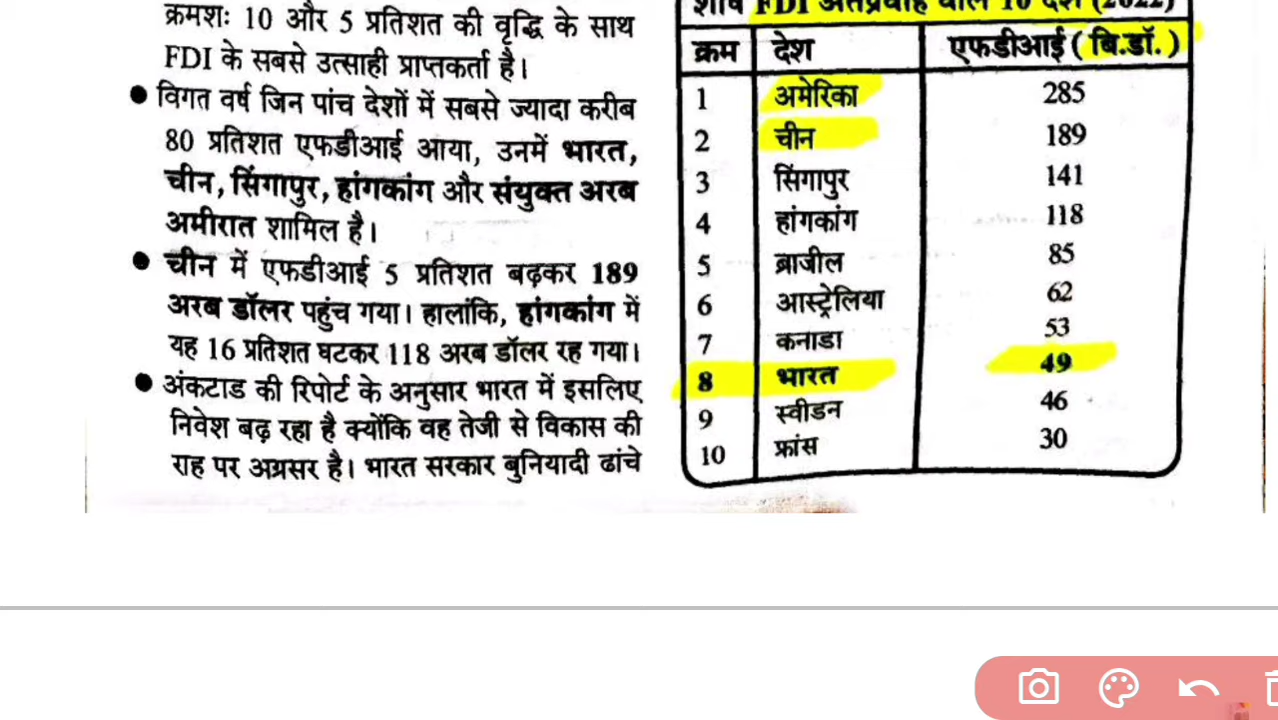 क्रमशः 10 और 5 प्रतिशत की वृद्धि के साथ
FDI के सबसे उत्साही प्राप्तकर्ता है।
● विगत वर्ष जिन पांच देशों में सबसे ज्यादा करीब
80 प्रतिशत एफडीआई आया, उनमें भारत,
चीन, सिंगापुर, हांगकांग और संयुक्त अरब
अमीरात शामिल है।
● चीन में एफडीआई 5 प्रतिशत बढ़कर 189
अरब डॉलर पहुंच गया। हालांकि, हांगकांग में
यह 16 प्रतिशत घटकर 118 अरब डॉलर रह गया।
● अंकटाड की रिपोर्ट के अनुसार भारत में इसलिए
निवेश बढ़ रहा है क्योंकि वह तेजी से विकास की
राह पर अग्रसर है। भारत सरकार बुनियादी ढांचे
शीर्ष FDI अंतर्प्रवाह वाले 10 देश (2022)
क्रम देश एफडीआई ( बि.डॉ. )
1 अमेरिका 285
2 चीन 189
3 सिंगापुर 141
4 हांगकांग 118
5 ब्राजील 85
6 आस्ट्रेलिया 62
7 कनाडा 53
8 भारत 49
9 स्वीडन 46
10 फ्रांस 30